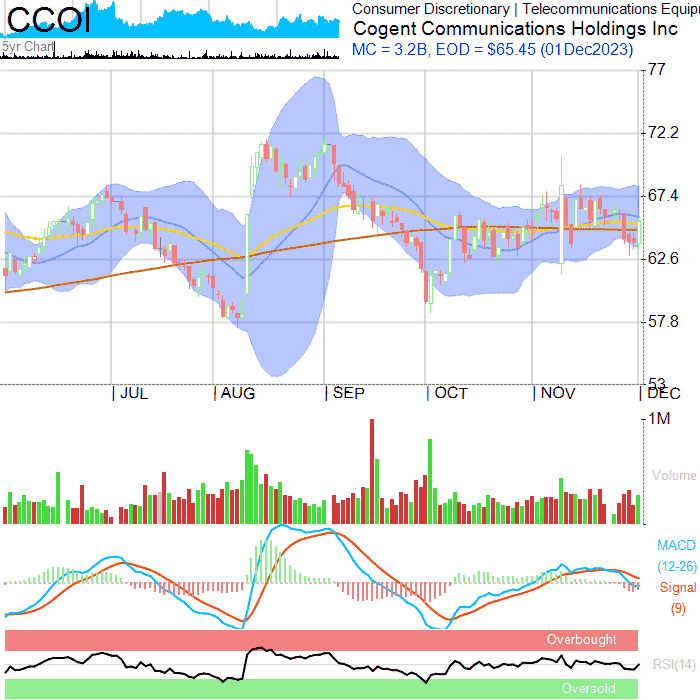 CCOI
5yr Chart
Consumer Discretionary | Telecommunications Equip
Cogent Communications Holdings Inc
MC = 3.2B, EOD = $65.45 (01Dec2023)
77
72.2
67.4
62.6
57.8
53
| JUL | AUG | SEP | OCT | NOV | DEC
1M
Volume
MACD
(12-26)
Signal
(9)
Overbought
RSI(14)
Oversold